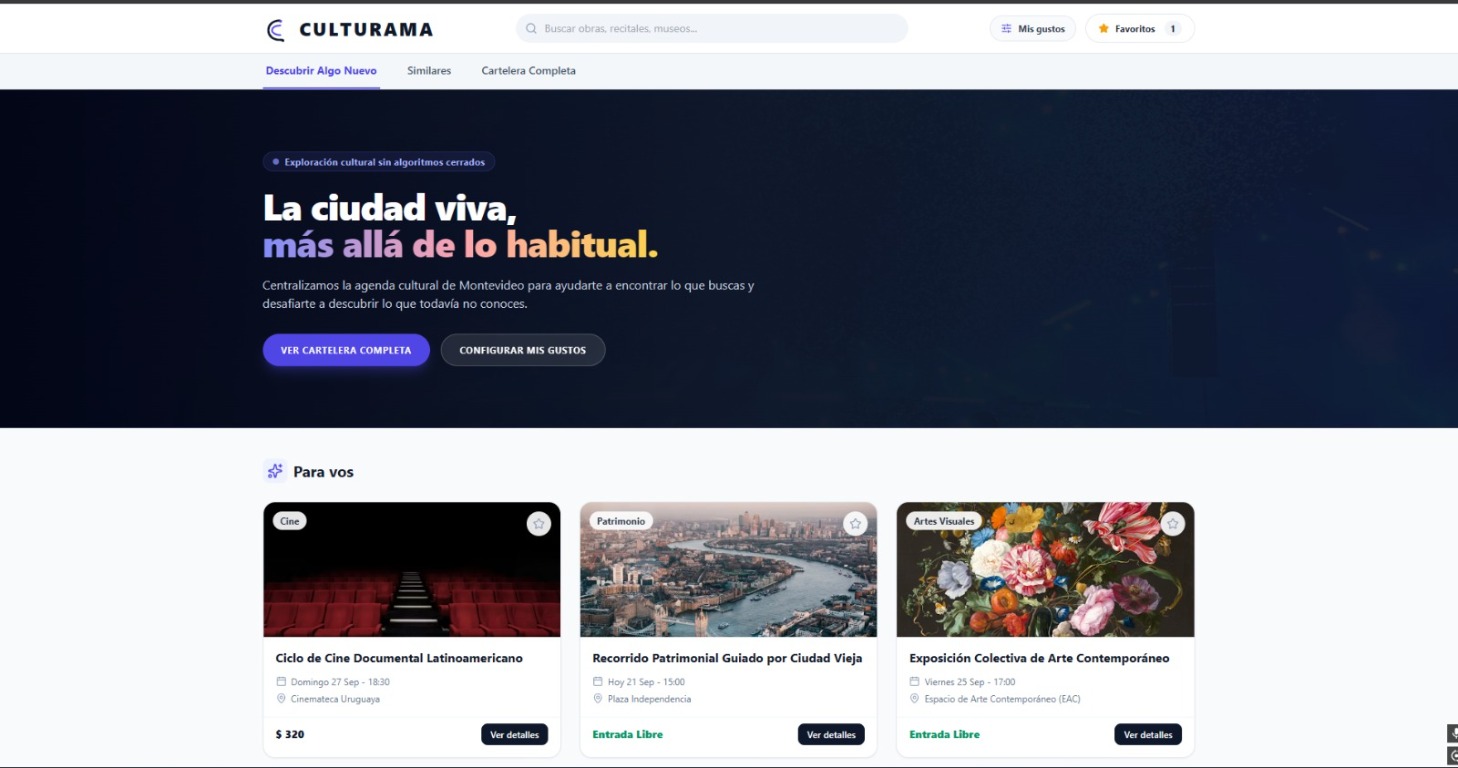 CULTURAMA
Buscar obras, recitales, museos...
Mis gustos
Favoritos 1
Descubrir Algo Nuevo
Similares
Cartelera Completa
Exploración cultural sin algoritmos cerrados
La ciudad viva,
más allá de lo habitual.
Centralizamos la agenda cultural de Montevideo para ayudarte a encontrar lo que buscas y
desafiarte a descubrir lo que todavía no conoces.
VER CARTELERA COMPLETA
CONFIGURAR MIS GUSTOS
Para vos
Cine
Ciclo de Cine Documental Latinoamericano
Domingo 27 Sep - 18:30
Cinemateca Uruguaya
$ 320
Ver detalles
Patrimonio
Recorrido Patrimonial Guiado por Ciudad Vieja
Hoy 21 Sep - 15:00
Plaza Independencia
Entrada Libre
Ver detalles
Artes Visuales
Exposición Colectiva de Arte Contemporáneo
Viernes 25 Sep - 17:00
Espacio de Arte Contemporáneo (EAC)
Entrada Libre
Ver detalles